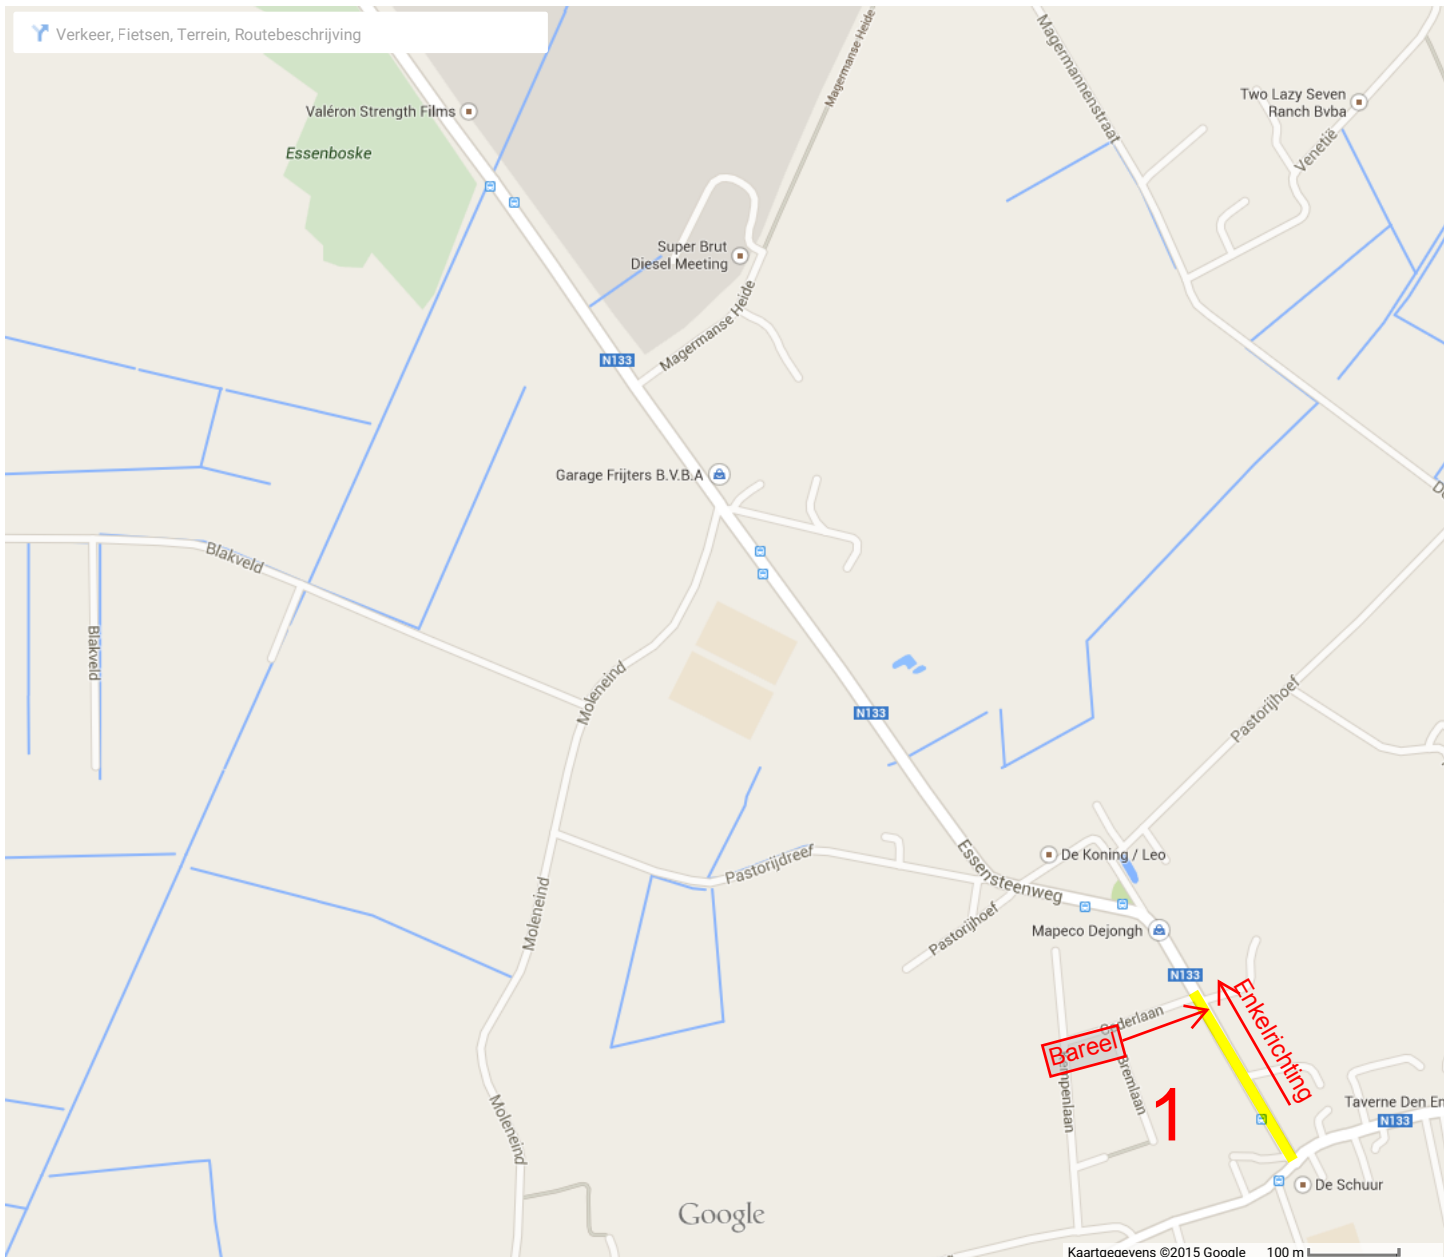 Verkeer, Fietsen, Terrein, Routebeschrijving
Magermanse Heide
Magermannenstraat
Two Lazy Seven
Ranch Bvba
Venetië
Valéron Strength Films
Essenboske
Super Brut
Diesel Meeting
Magermanse Heide
N133
Garage Frijters B.V.B.A
Blakveld
Blakveld
Moleneind
N133
Pastorijhoef
Essensteenweg
De Koning / Leo
Pastorijdreef
Moleneind
Pastorijhoef
Mapeco Dejongh
N133
Enkelrichting
Bareel
Bremlaan
1
Taverne Den En
N133
Moleneind
De Schuur
Google
Kaartgegevens ©2015 Google 100 m